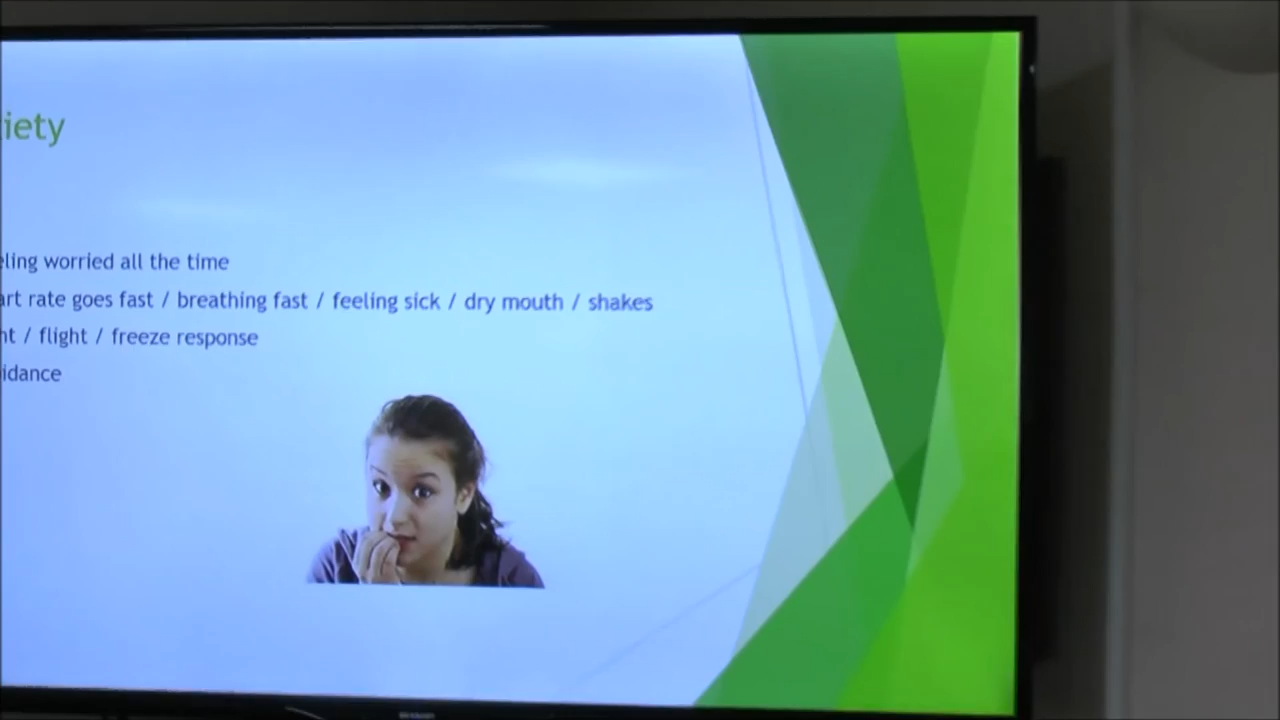 iety
eling worried all the time
art rate goes fast / breathing fast / feeling sick / dry mouth / shakes
ht / flight / freeze response
idance